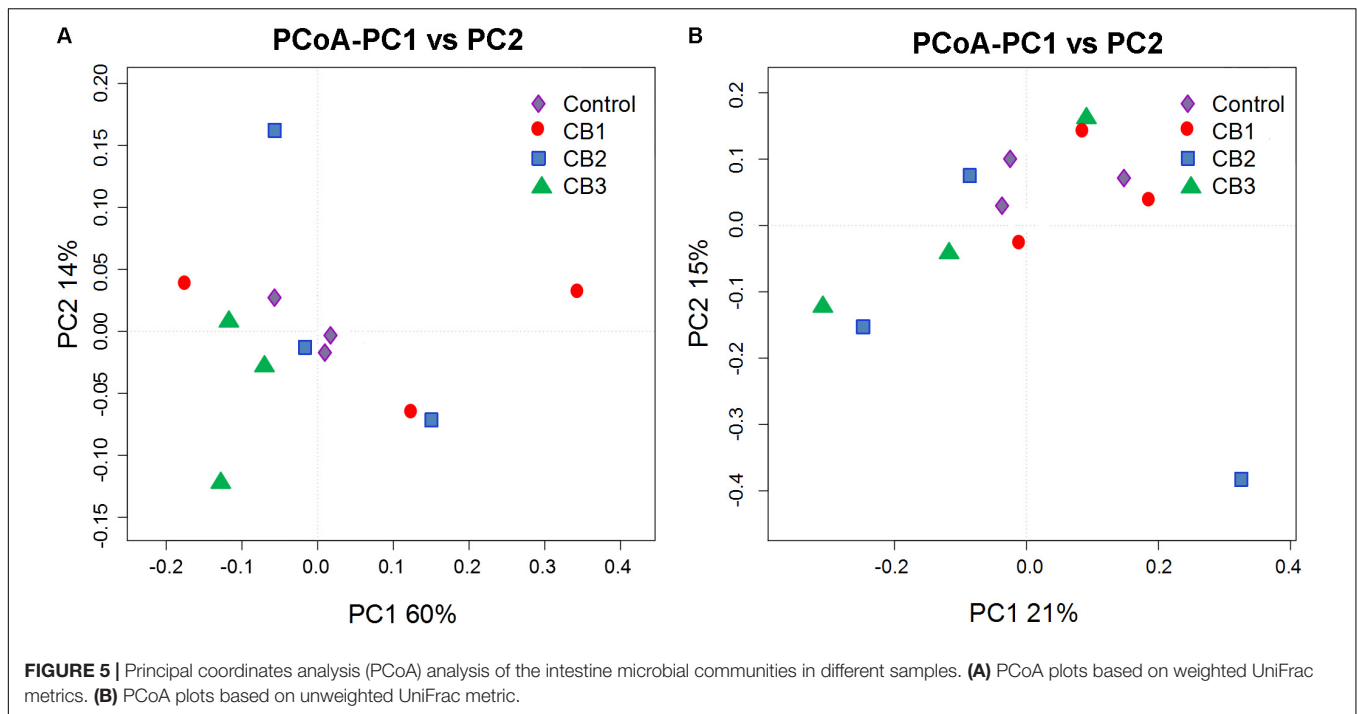 A
PCoA-PC1 vs PC2
Control
CB1
CB2
CB3
0.20
0.15
0.10
0.05
0.00
-0.05
-0.10
-0.15
PC2 14%
-0.2 -0.1 0.0 0.1 0.2 0.3 0.4
PC1 60%
B
PCoA-PC1 vs PC2
Control
CB1
CB2
CB3
0.2
0.1
0.0
-0.1
-0.2
-0.3
-0.4
PC2 15%
-0.2 0.0 0.2 0.4
PC1 21%
FIGURE 5 | Principal coordinates analysis (PCoA) analysis of the intestine microbial communities in different samples. (A) PCoA plots based on weighted UniFrac
metrics. (B) PCoA plots based on unweighted UniFrac metric.